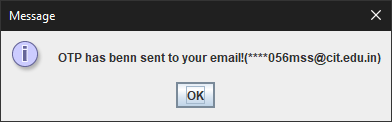 Message
OTP has benn sent to your email!(****056mss@cit.edu.in)
OK